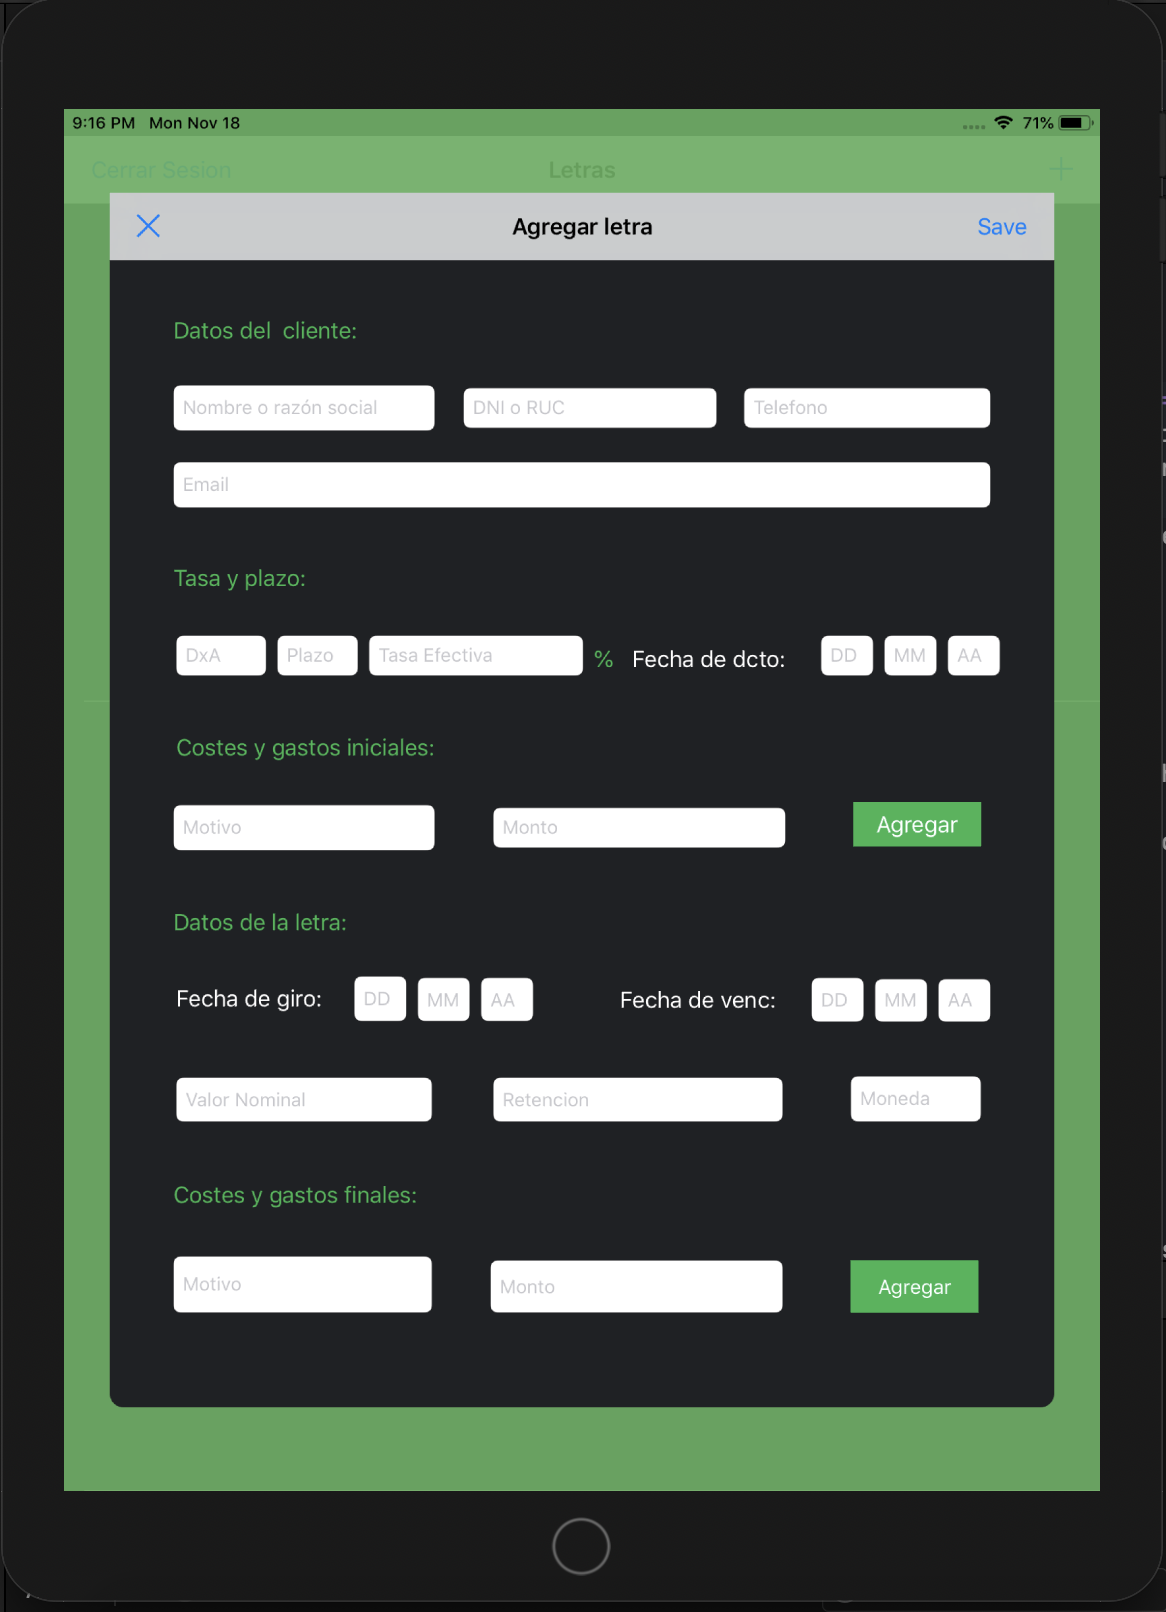 9:16 PM Mon Nov 18 71%
Cerrar Sesion Letras +
Agregar letra Save
Datos del cliente:
Nombre o razón social DNI o RUC Telefono
Email
Tasa y plazo:
DxA Plazo Tasa Efectiva % Fecha de dcto: DD MM AA
Costes y gastos iniciales:
Motivo Monto Agregar
Datos de la letra:
Fecha de giro: DD MM AA Fecha de venc: DD MM AA
Valor Nominal Retencion Moneda
Costes y gastos finales:
Motivo Monto Agregar